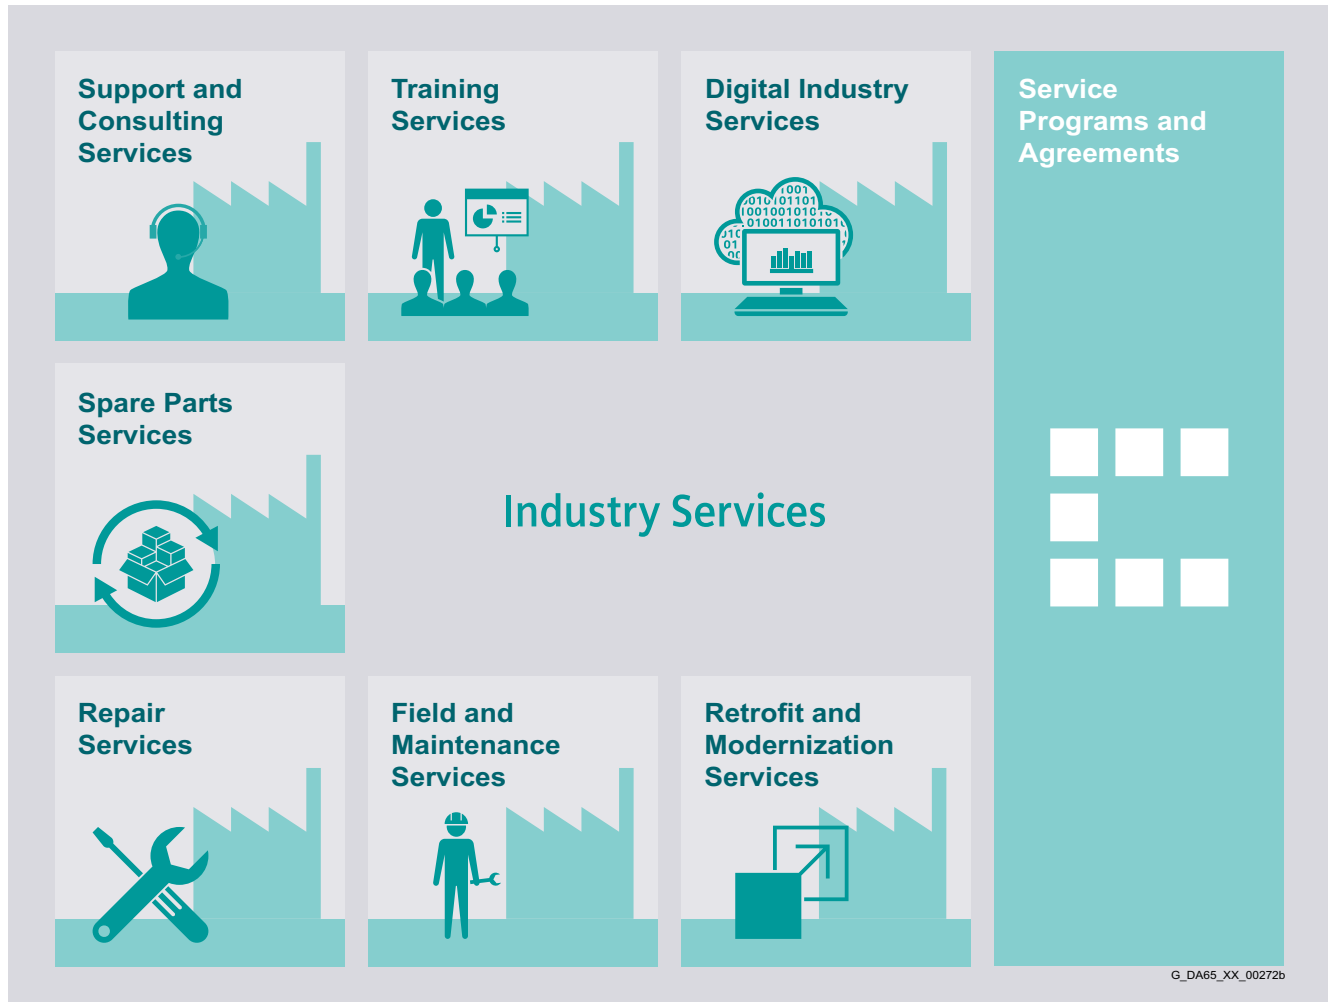 Support and
Consulting
Services
Training
Services
Digital Industry
Services
Service
Programs and
Agreements
Spare Parts
Services
Industry Services
Repair
Services
Field and
Maintenance
Services
Retrofit and
Modernization
Services
G_DA65_XX_00272b